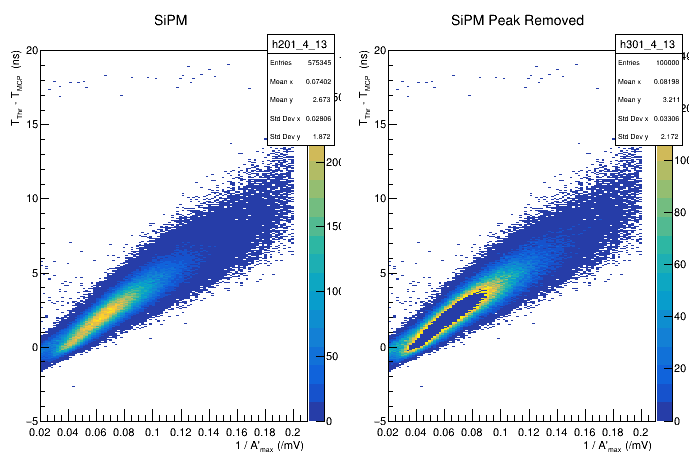 SiPM
h201_4_13
Entries 575345
Mean x 0.07402
Mean y 2.673
Std Dev x 0.02806
Std Dev y 1.872
T_Thr - T_MCP (ns)
20
15
10
5
0
−5
0.02 0.04 0.06 0.08 0.1 0.12 0.14 0.16 0.18 0.2
1 / A'_max (/mV)
200
150
100
50
0
SiPM Peak Removed
h301_4_13
Entries 100000
Mean x 0.08198
Mean y 3.211
Std Dev x 0.03306
Std Dev y 2.172
T_Thr - T_MCP (ns)
20
15
10
5
0
−5
0.02 0.04 0.06 0.08 0.1 0.12 0.14 0.16 0.18 0.2
1 / A'_max (/mV)
100
80
60
40
20
0